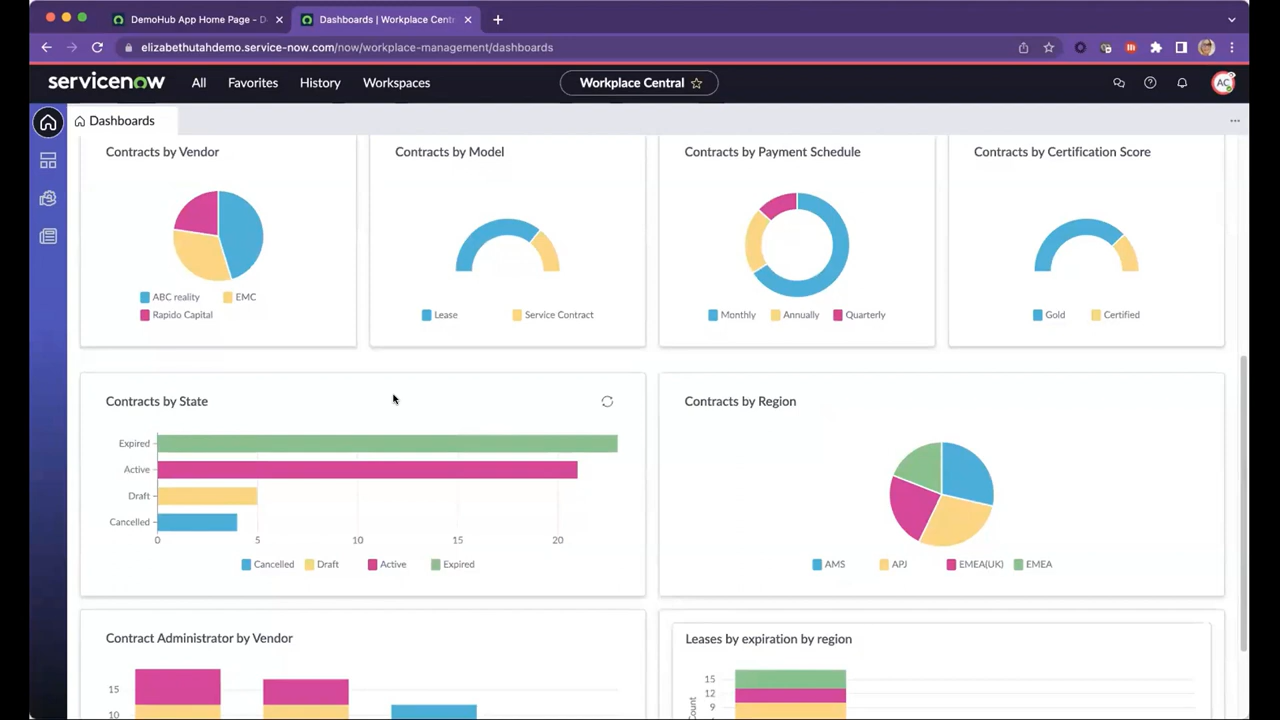 DemoHub App Home Page - D
Dashboards | Workplace Centr
elizabethutahdemo.service-now.com/now/workplace-management/dashboards
servicenow All Favorites History Workspaces Workplace Central AC
Dashboards
Contracts by Vendor
ABC reality EMC
Rapido Capital
Contracts by Model
Lease Service Contract
Contracts by Payment Schedule
Monthly Annually Quarterly
Contracts by Certification Score
Gold Certified
Contracts by State
Expired
Active
Draft
Cancelled
0 5 10 15 20
Cancelled Draft Active Expired
Contracts by Region
AMS APJ EMEA(UK) EMEA
Contract Administrator by Vendor
15
10
Leases by expiration by region
15
12
9
Count